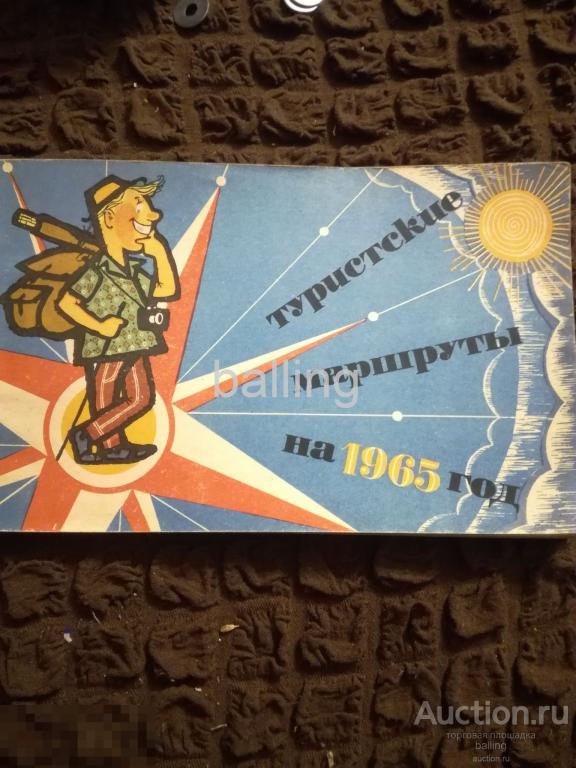 туристские
маршруты
на 1965 год
balling
Auction.ru
торговая площадка
balling
auction.ru